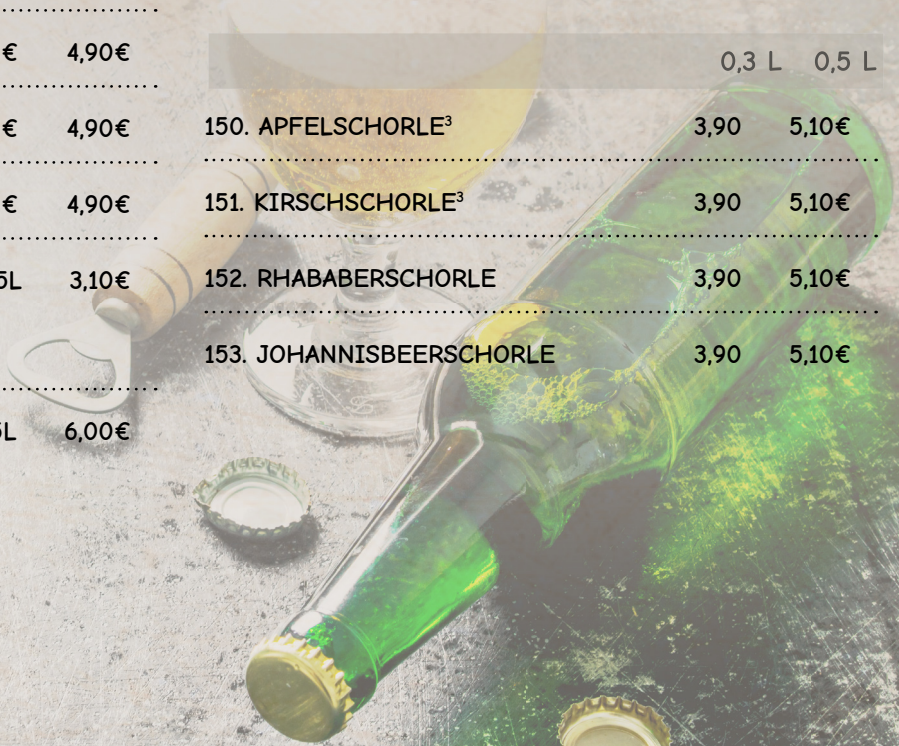 € 4,90€
€ 4,90€
€ 4,90€
5L 3,10€
5L 6,00€
0,3 L 0,5 L
150. APFELSCHORLE³ 3,90 5,10€
151. KIRSCHSCHORLE³ 3,90 5,10€
152. RHABABERSCHORLE 3,90 5,10€
153. JOHANNISBEERSCHORLE 3,90 5,10€